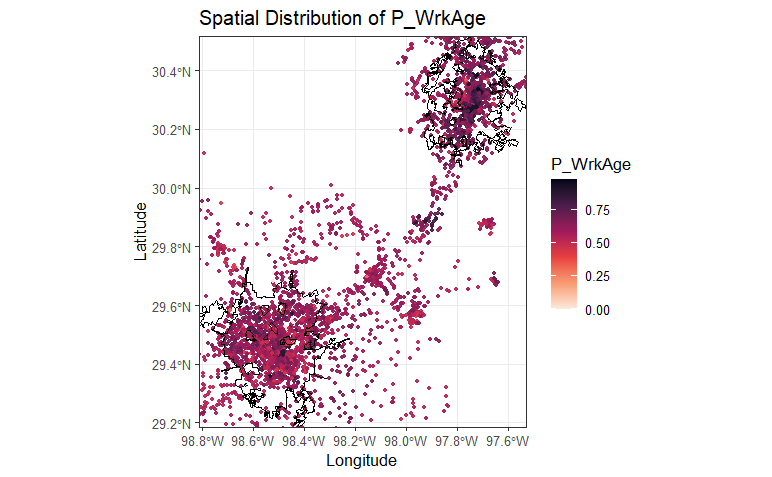 Spatial Distribution of P_WrkAge
30.4°N
30.2°N
30.0°N
29.8°N
29.6°N
29.4°N
29.2°N
Latitude
98.8°W 98.6°W 98.4°W 98.2°W 98.0°W 97.8°W 97.6°W
Longitude
P_WrkAge
0.75
0.50
0.25
0.00